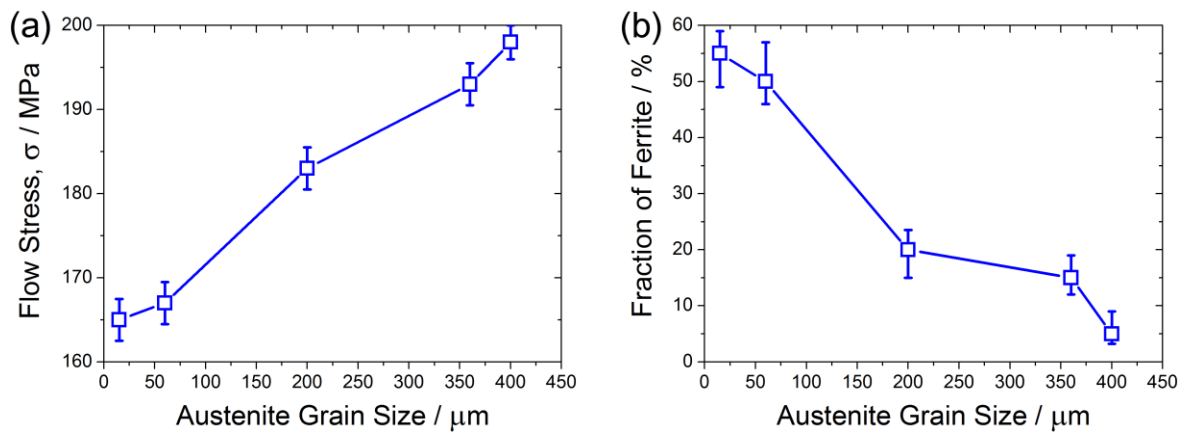 (a)
Flow Stress, σ / MPa
200
190
180
170
160
0 50 100 150 200 250 300 350 400 450
Austenite Grain Size / μm
(b)
Fraction of Ferrite / %
60
50
40
30
20
10
0
0 50 100 150 200 250 300 350 400 450
Austenite Grain Size / μm